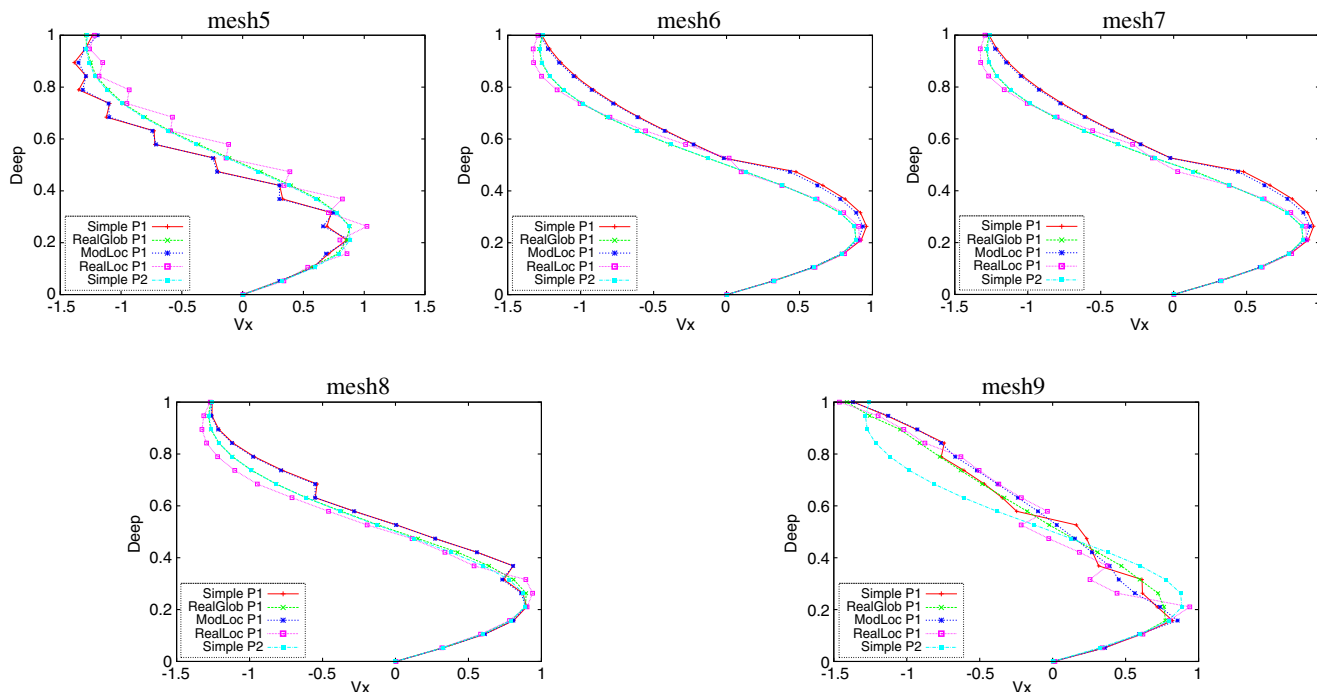 mesh5
1
0.8
0.6
0.4
0.2
0
Deep
Simple P1
RealGlob P1
ModLoc P1
RealLoc P1
Simple P2
-1.5 -1 -0.5 0 0.5 1 1.5
Vx
mesh6
1
0.8
0.6
0.4
0.2
0
Deep
Simple P1
RealGlob P1
ModLoc P1
RealLoc P1
Simple P2
-1.5 -1 -0.5 0 0.5 1
Vx
mesh7
1
0.8
0.6
0.4
0.2
0
Deep
Simple P1
RealGlob P1
ModLoc P1
RealLoc P1
Simple P2
-1.5 -1 -0.5 0 0.5 1
Vx
mesh8
1
0.8
0.6
0.4
0.2
0
Deep
Simple P1
RealGlob P1
ModLoc P1
RealLoc P1
Simple P2
-1.5 -1 -0.5 0 0.5 1
Vx
mesh9
1
0.8
0.6
0.4
0.2
0
Deep
Simple P1
RealGlob P1
ModLoc P1
RealLoc P1
Simple P2
-1.5 -1 -0.5 0 0.5 1
Vx